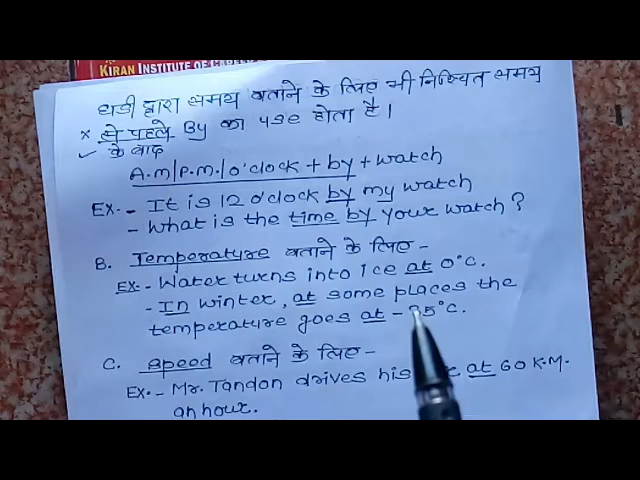 KIRAN INSTITUTE OF CAREER
घडी द्वारा समय बताने के लिए भी निश्चित समय
× से पहले By का use होता है।
✓ के बाद
A.m/P.m./o'clock + by + watch
EX.- - It is 12 o'clock by my watch
- What is the time by your watch?
B. Temperature बताने के लिए -
EX.- - Water turns into Ice at 0°C.
- In winter, at some places the
temperature goes at - 5°C.
C. Speed बताने के लिए -
EX.- - Mr. Tandon drives his at 60 K.M.
an hour.